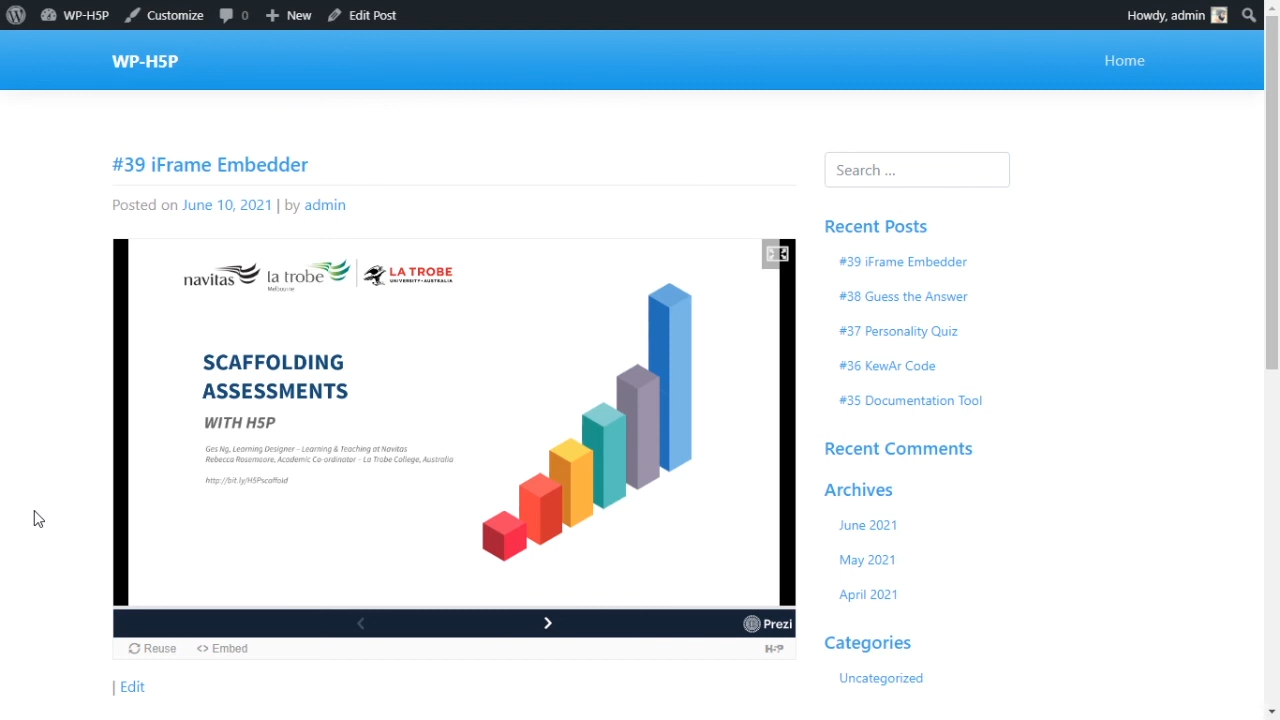 WP-H5P
Customize
0
New
Edit Post
Howdy, admin
WP-H5P
Home
#39 iFrame Embedder
Posted on June 10, 2021 | by admin
navitas
la trobe
Melbourne
LA TROBE
UNIVERSITY • AUSTRALIA
SCAFFOLDING
ASSESSMENTS
WITH H5P
Ges Ng, Learning Designer - Learning & Teaching at Navitas
Rebecca Rosemoore, Academic Co-ordinator - La Trobe College, Australia
http://bit.ly/H5Pscaffold
Prezi
Reuse
<> Embed
H5P
| Edit
Search ...
Recent Posts
#39 iFrame Embedder
#38 Guess the Answer
#37 Personality Quiz
#36 KewAr Code
#35 Documentation Tool
Recent Comments
Archives
June 2021
May 2021
April 2021
Categories
Uncategorized